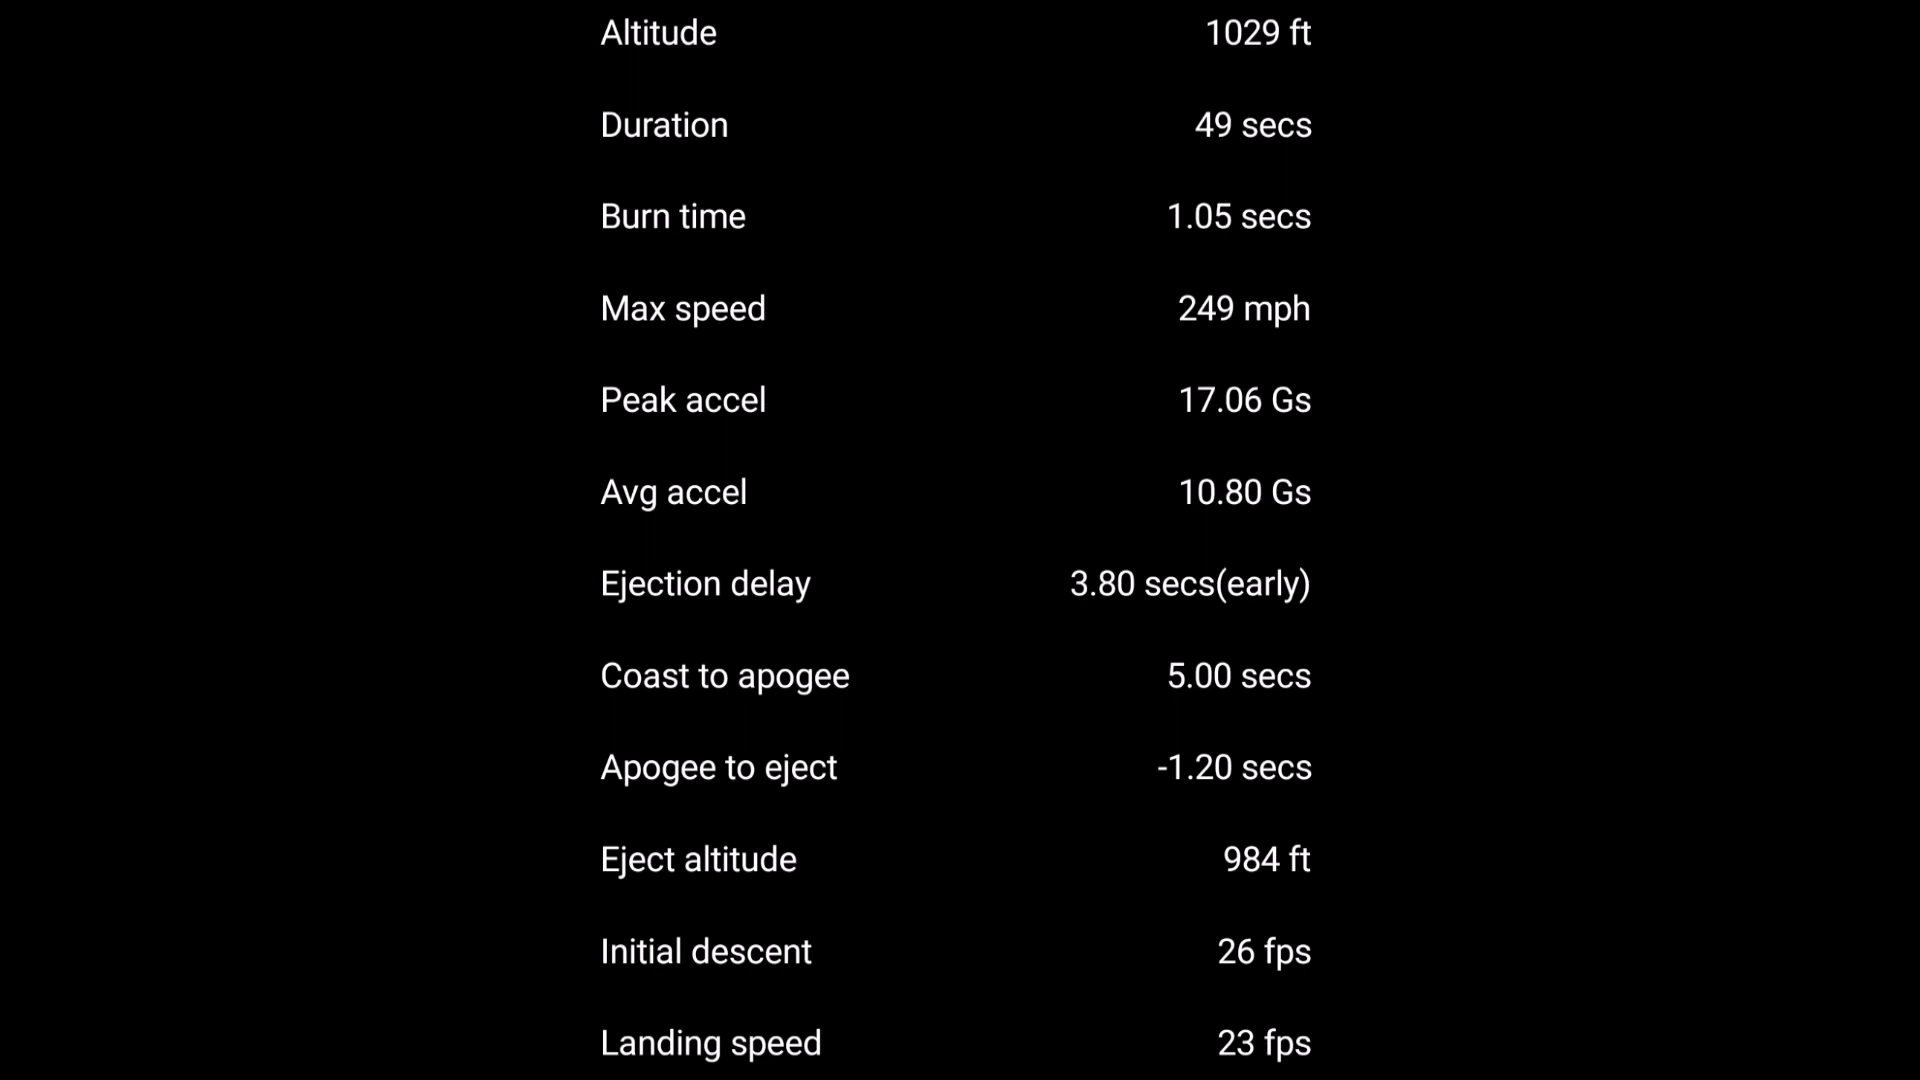 Altitude 1029 ft
Duration 49 secs
Burn time 1.05 secs
Max speed 249 mph
Peak accel 17.06 Gs
Avg accel 10.80 Gs
Ejection delay 3.80 secs(early)
Coast to apogee 5.00 secs
Apogee to eject -1.20 secs
Eject altitude 984 ft
Initial descent 26 fps
Landing speed 23 fps